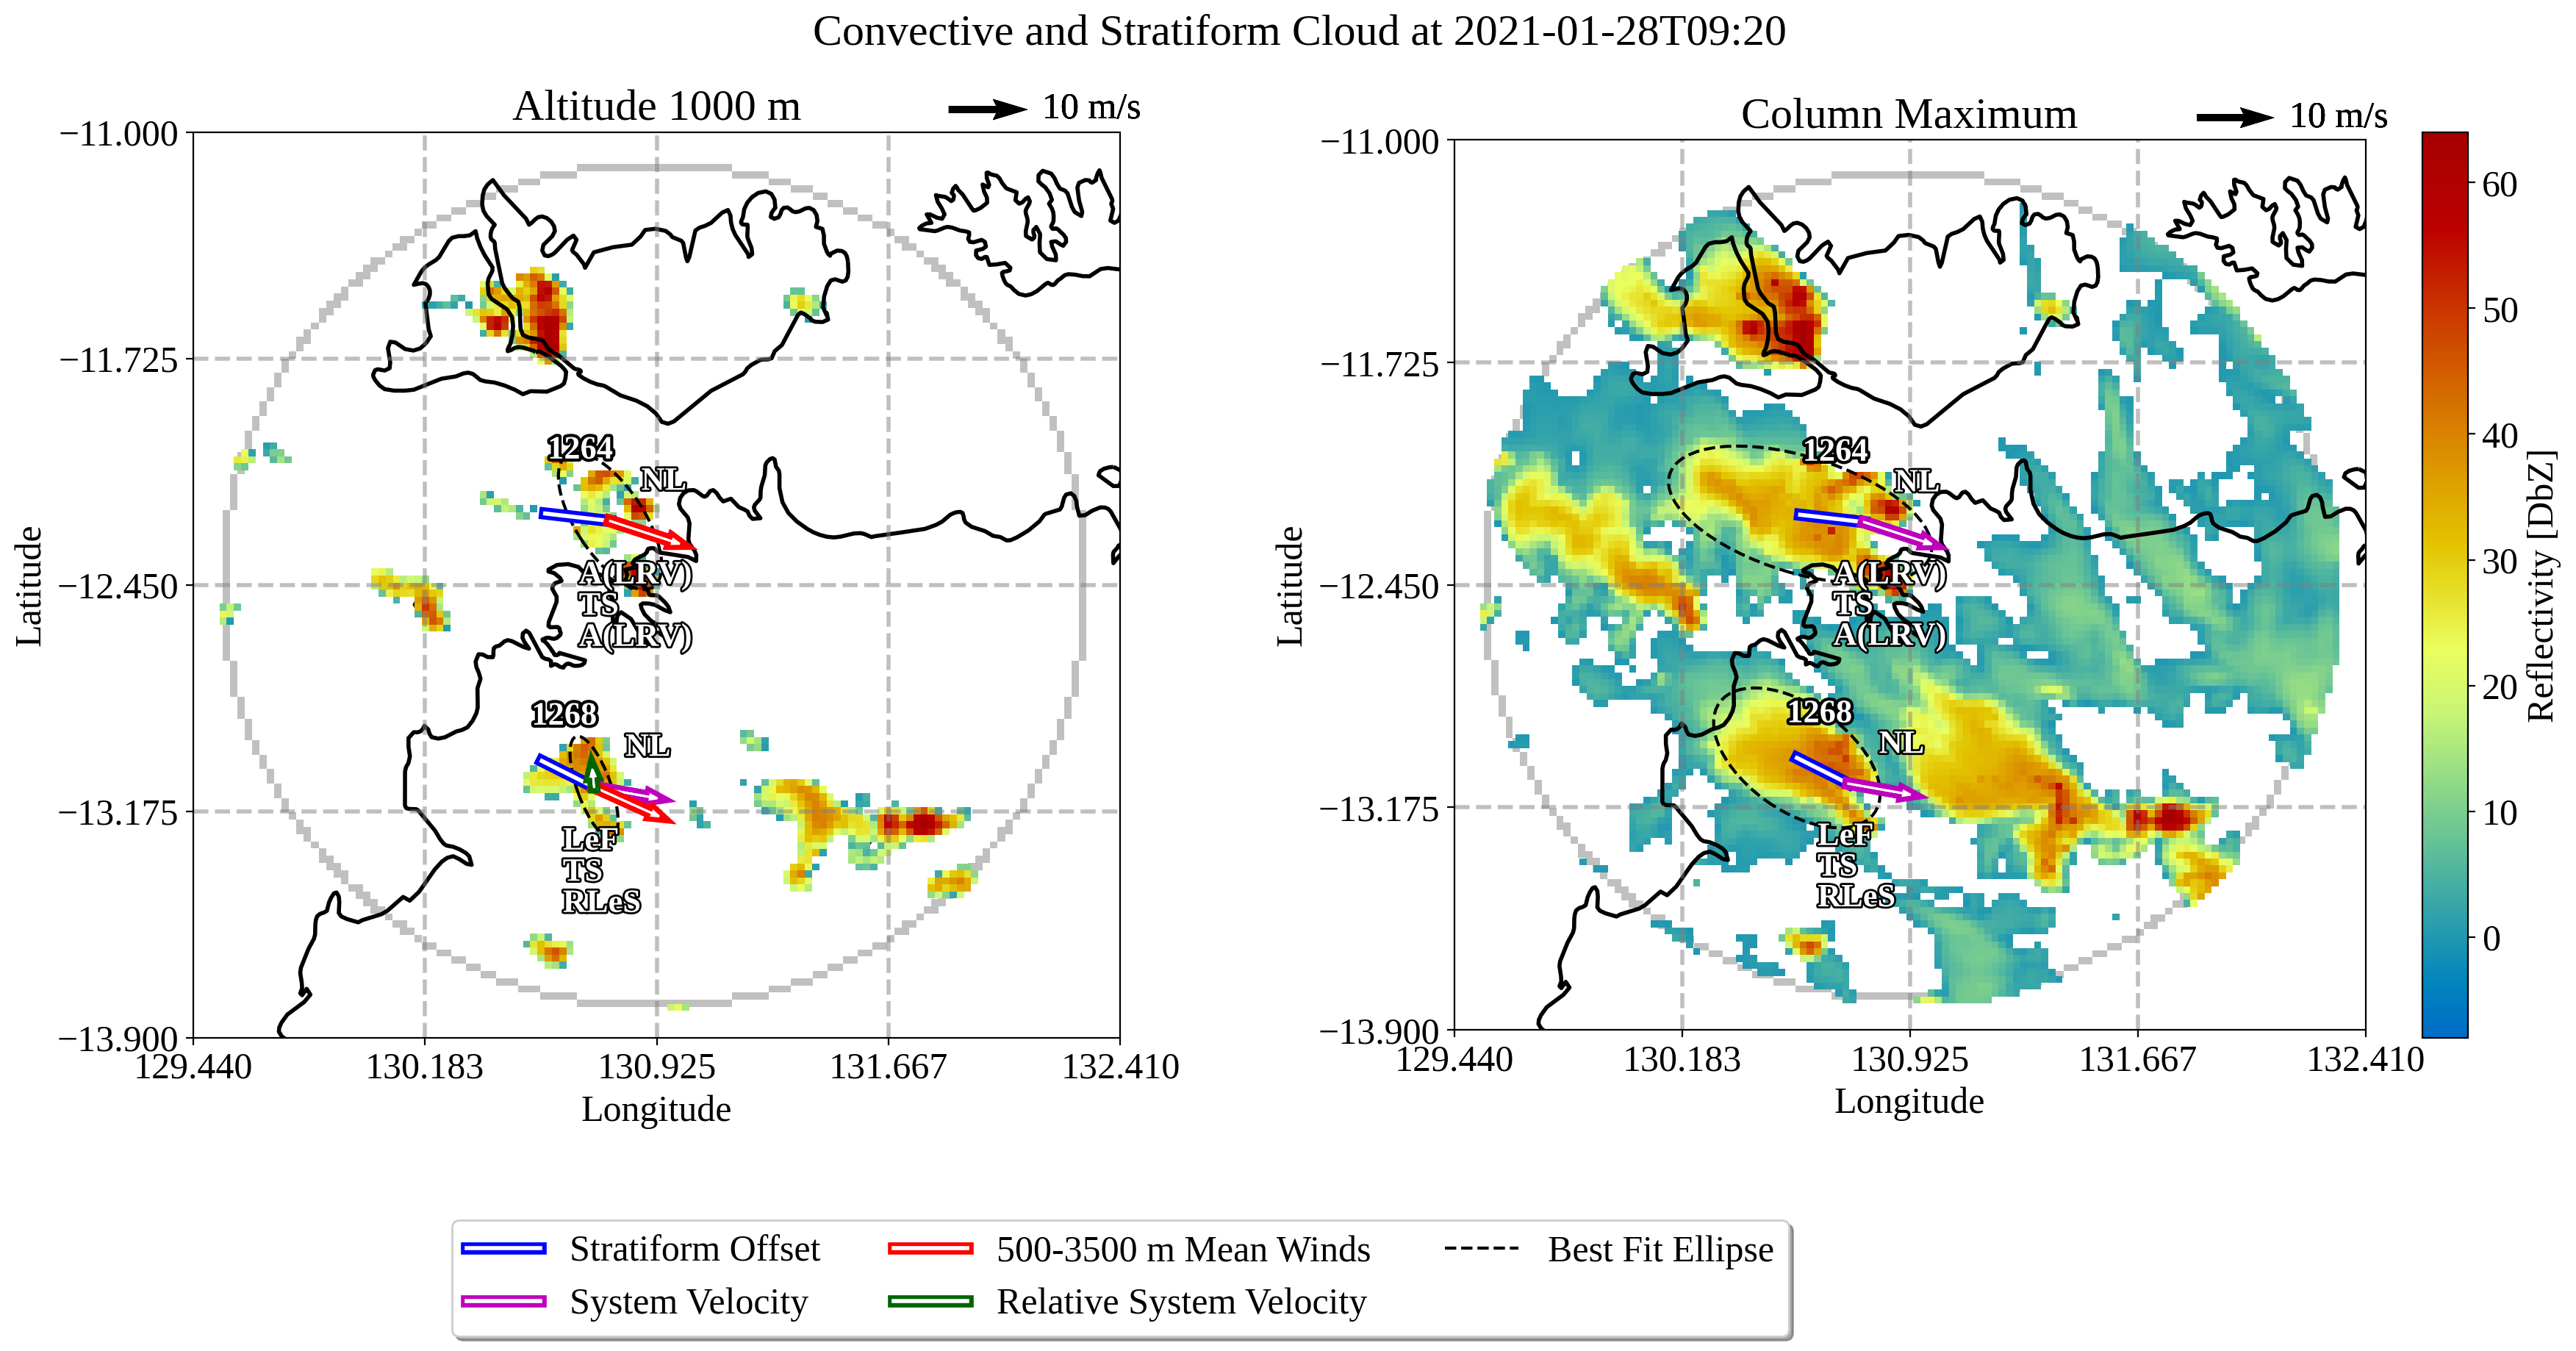 Convective and Stratiform Cloud at 2021-01-28T09:20
Altitude 1000 m
10 m/s
−11.000
−11.725
−12.450
−13.175
−13.900
Latitude
1264
NL
A(LRV)
TS
A(LRV)
1268
NL
LeF
TS
RLeS
129.440
130.183
130.925
131.667
132.410
Longitude
Column Maximum
10 m/s
−11.000
−11.725
−12.450
−13.175
−13.900
Latitude
1264
NL
A(LRV)
TS
A(LRV)
1268
NL
LeF
TS
RLeS
129.440
130.183
130.925
131.667
132.410
Longitude
60
50
40
30
20
10
0
Reflectivity [DbZ]
Stratiform Offset
System Velocity
500-3500 m Mean Winds
Relative System Velocity
Best Fit Ellipse